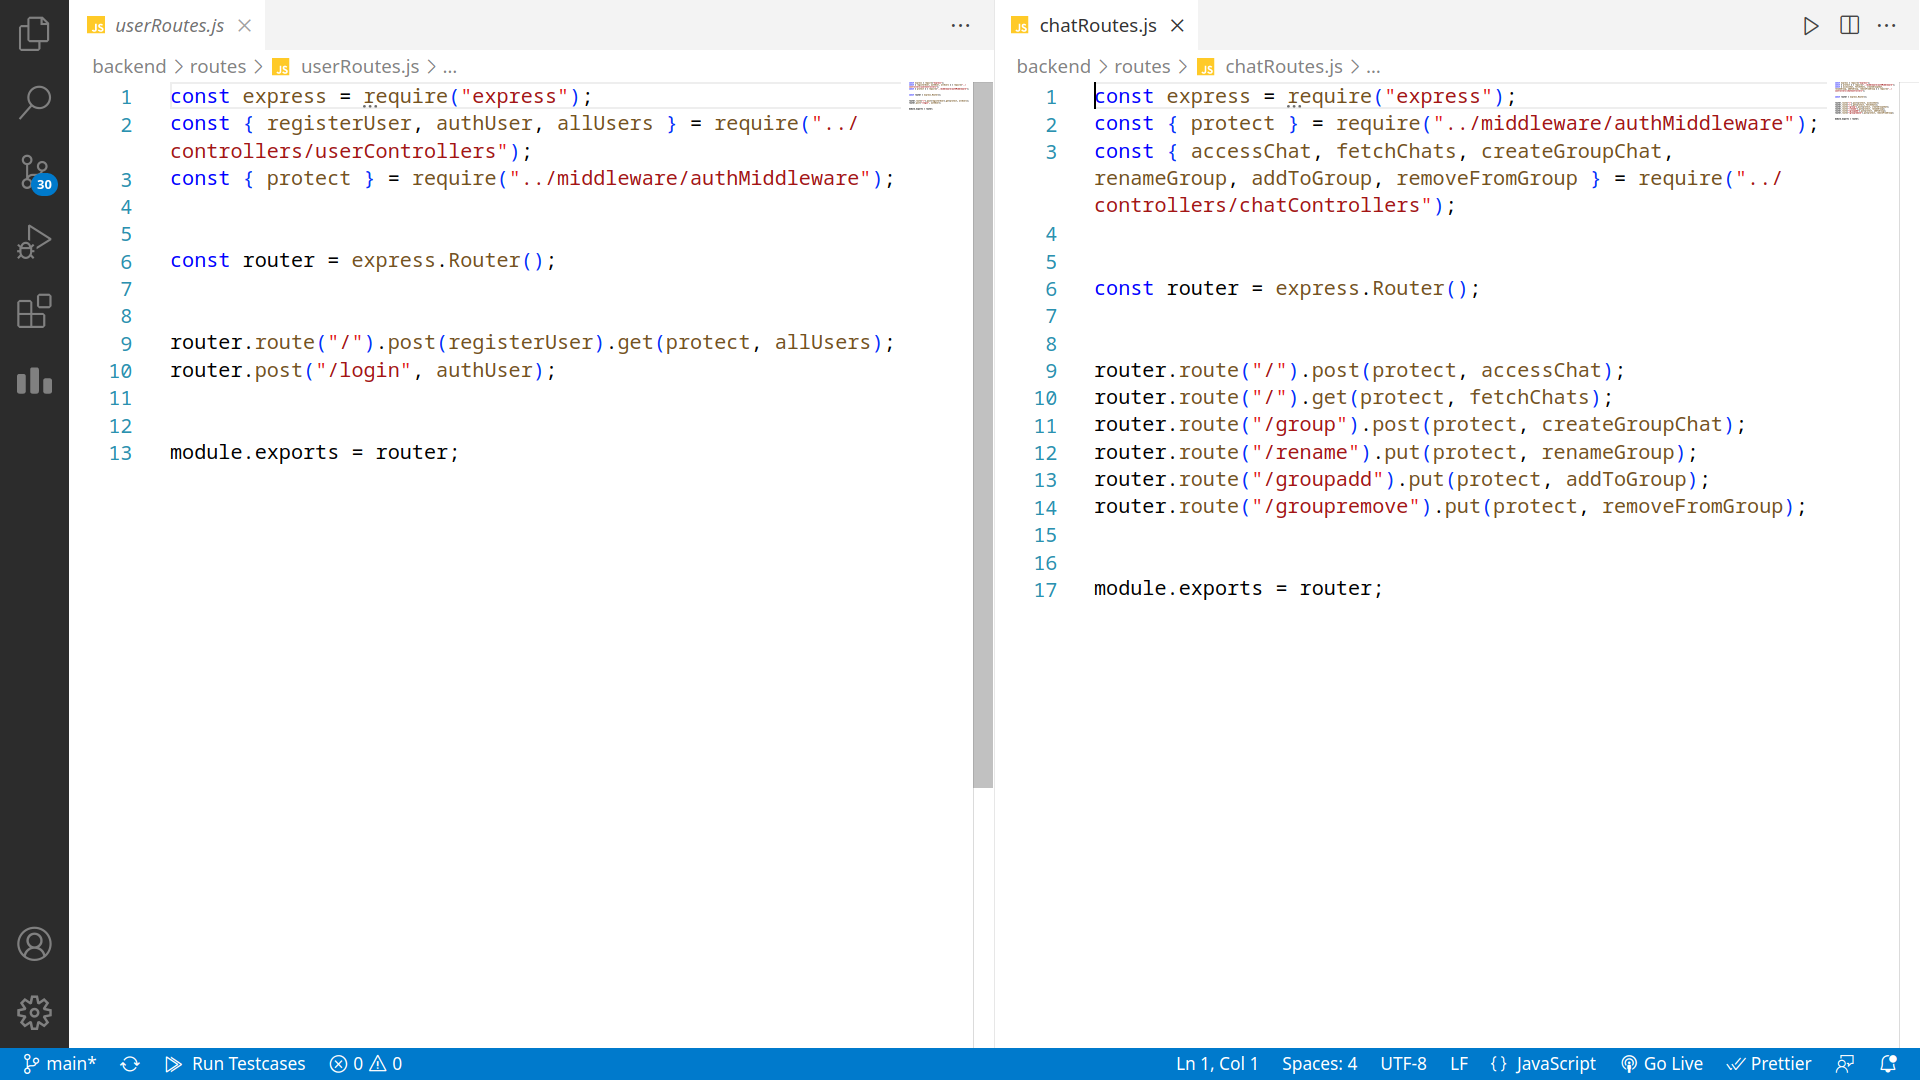 userRoutes.js
backend > routes > JS userRoutes.js > ...
1 const express = require("express");
2 const { registerUser, authUser, allUsers } = require("../
controllers/userControllers");
3 const { protect } = require("../middleware/authMiddleware");
4
5
6 const router = express.Router();
7
8
9 router.route("/").post(registerUser).get(protect, allUsers);
10 router.post("/login", authUser);
11
12
13 module.exports = router;
chatRoutes.js
backend > routes > JS chatRoutes.js > ...
1 const express = require("express");
2 const { protect } = require("../middleware/authMiddleware");
3 const { accessChat, fetchChats, createGroupChat,
renameGroup, addToGroup, removeFromGroup } = require("../
controllers/chatControllers");
4
5
6 const router = express.Router();
7
8
9 router.route("/").post(protect, accessChat);
10 router.route("/").get(protect, fetchChats);
11 router.route("/group").post(protect, createGroupChat);
12 router.route("/rename").put(protect, renameGroup);
13 router.route("/groupadd").put(protect, addToGroup);
14 router.route("/groupremove").put(protect, removeFromGroup);
15
16
17 module.exports = router;
30
main* Run Testcases 0 0 Ln 1, Col 1 Spaces: 4 UTF-8 LF {} JavaScript Go Live Prettier